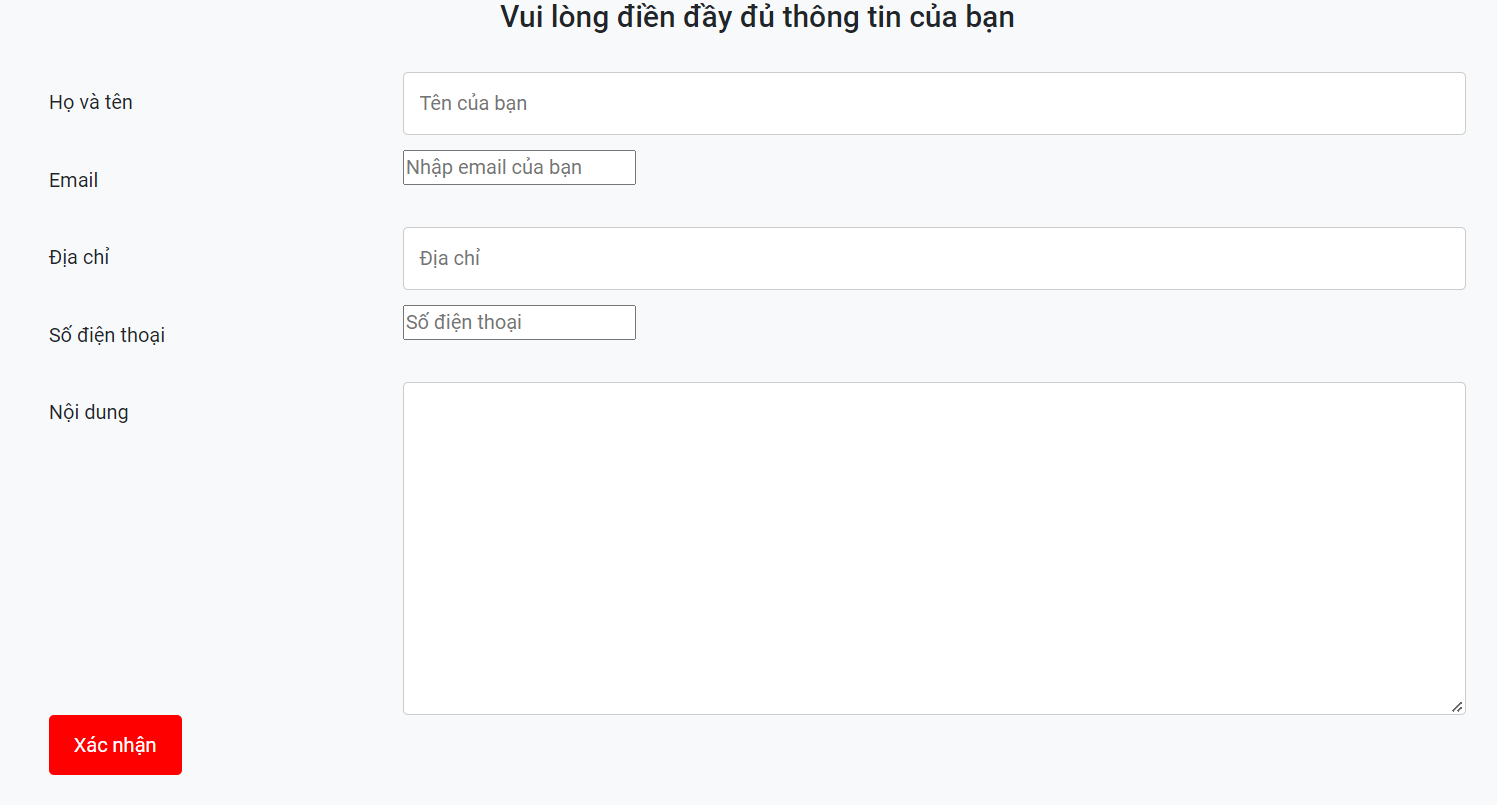 Vui lòng điền đầy đủ thông tin của bạn
Họ và tên
Tên của bạn
Email
Nhập email của bạn
Địa chỉ
Địa chỉ
Số điện thoại
Số điện thoại
Nội dung
Xác nhận